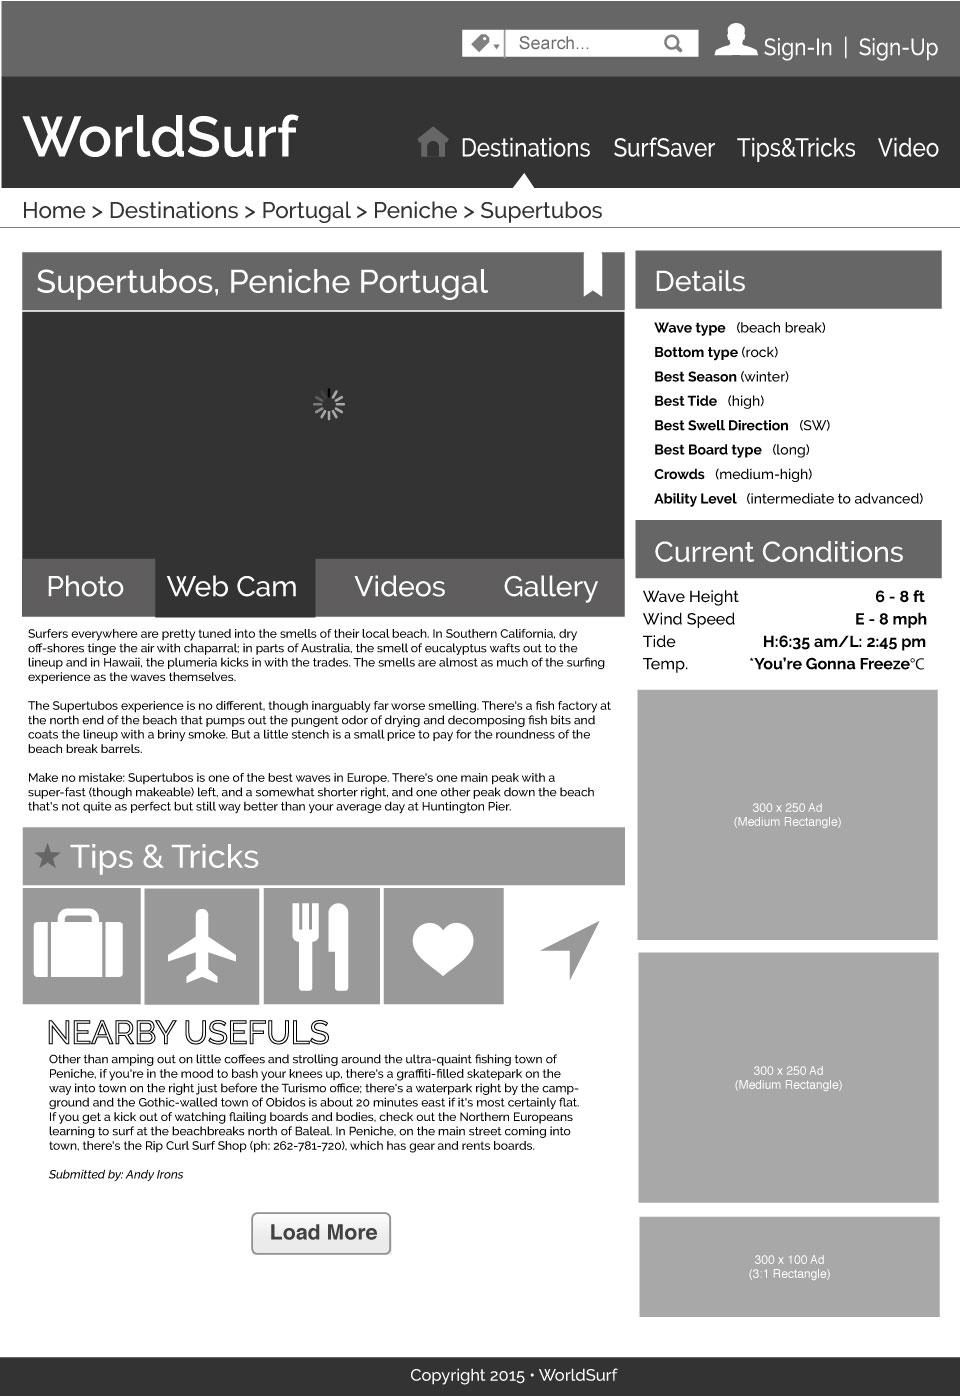 Search...
Sign-In | Sign-Up
WorldSurf
Destinations SurfSaver Tips&Tricks Video
Home > Destinations > Portugal > Peniche > Supertubos
Supertubos, Peniche Portugal
Photo Web Cam Videos Gallery
Surfers everywhere are pretty tuned into the smells of their local beach. In Southern California, dry
off-shores tinge the air with chaparral; in parts of Australia, the smell of eucalyptus wafts out to the
lineup and in Hawaii, the plumeria kicks in with the trades. The smells are almost as much of the surfing
experience as the waves themselves.
The Supertubos experience is no different, though inarguably far worse smelling. There's a fish factory at
the north end of the beach that pumps out the pungent odor of drying and decomposing fish bits and
coats the lineup with a briny smoke. But a little stench is a small price to pay for the roundness of the
beach break barrels.
Make no mistake: Supertubos is one of the best waves in Europe. There's one main peak with a
super-fast (though makeable) left, and a somewhat shorter right, and one other peak down the beach
that's not quite as perfect but still way better than your average day at Huntington Pier.
Tips & Tricks
NEARBY USEFULS
Other than amping out on little coffees and strolling around the ultra-quaint fishing town of
Peniche, if you're in the mood to bash your knees up, there's a graffiti-filled skatepark on the
way into town on the right just before the Turismo office; there's a waterpark right by the camp-
ground and the Gothic-walled town of Obidos is about 20 minutes east if it's most certainly flat.
If you get a kick out of watching flailing boards and bodies, check out the Northern Europeans
learning to surf at the beachbreaks north of Baleal. In Peniche, on the main street coming into
town, there's the Rip Curl Surf Shop (ph: 262-781-720), which has gear and rents boards.
Submitted by: Andy Irons
Load More
Details
Wave type (beach break)
Bottom type (rock)
Best Season (winter)
Best Tide (high)
Best Swell Direction (SW)
Best Board type (long)
Crowds (medium-high)
Ability Level (intermediate to advanced)
Current Conditions
Wave Height 6 - 8 ft
Wind Speed E - 8 mph
Tide H:6:35 am/L: 2:45 pm
Temp. *You're Gonna Freeze°C
300 x 250 Ad
(Medium Rectangle)
300 x 250 Ad
(Medium Rectangle)
300 x 100 Ad
(3:1 Rectangle)
Copyright 2015 • WorldSurf